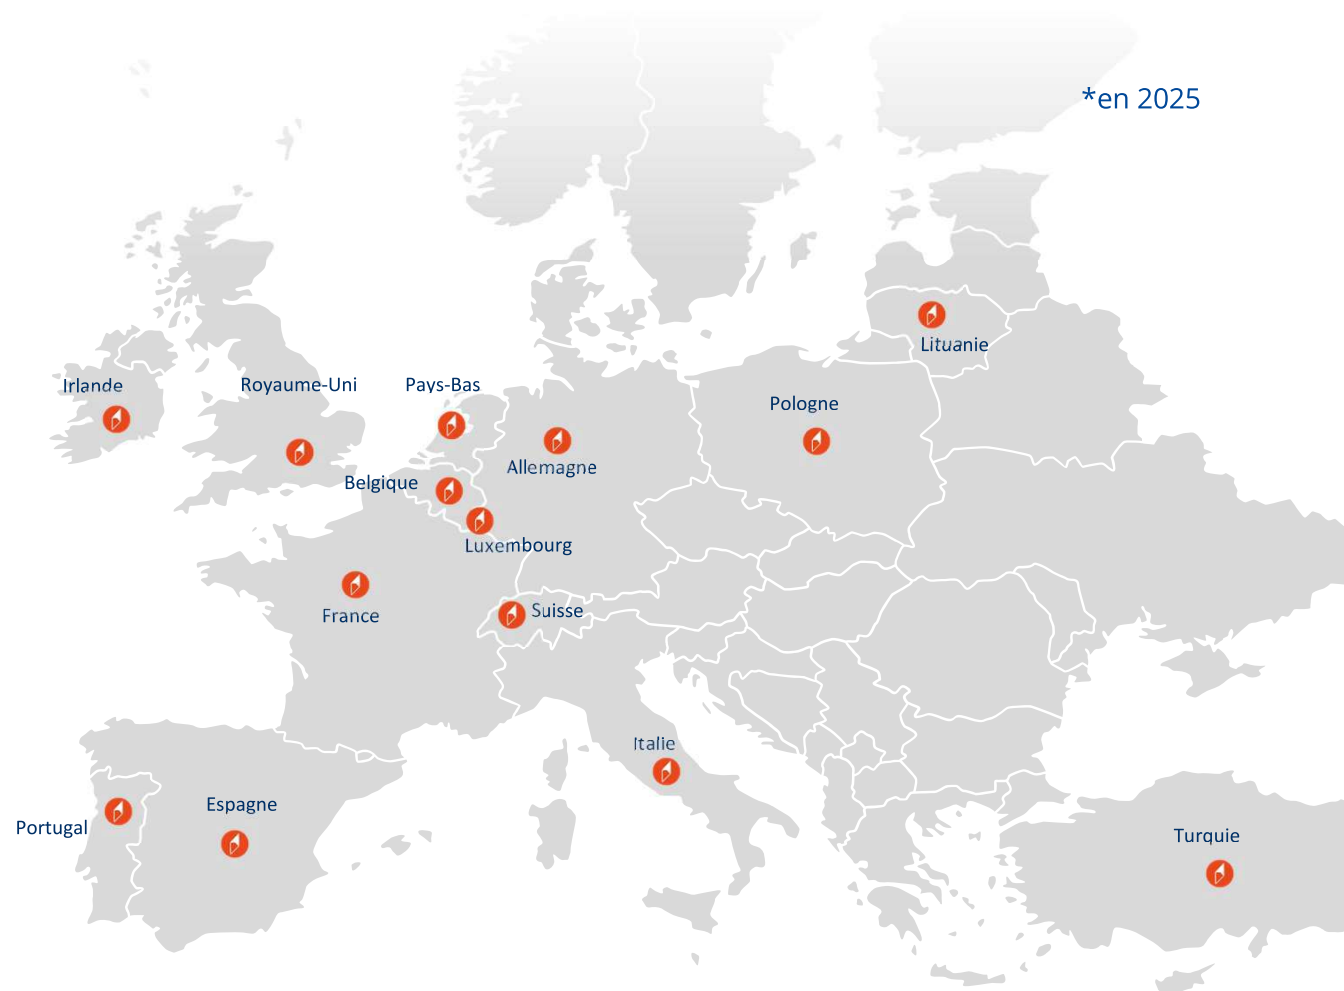 *en 2025
Lituanie
Irlande
Royaume-Uni
Pays-Bas
Pologne
Allemagne
Belgique
Luxembourg
Suisse
France
Italie
Espagne
Portugal
Turquie